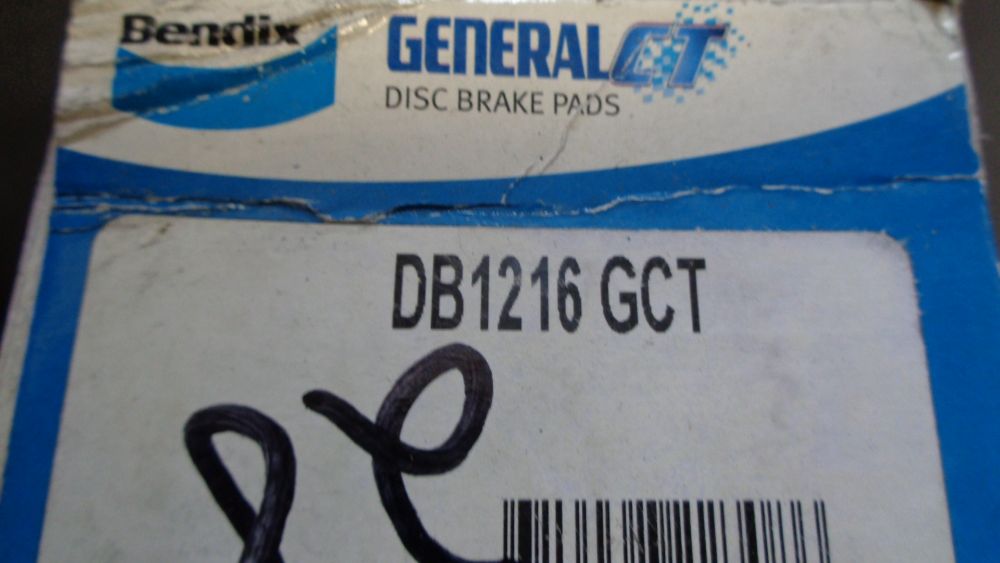 Bendix
GENERAL CT
DISC BRAKE PADS
DB1216 GCT